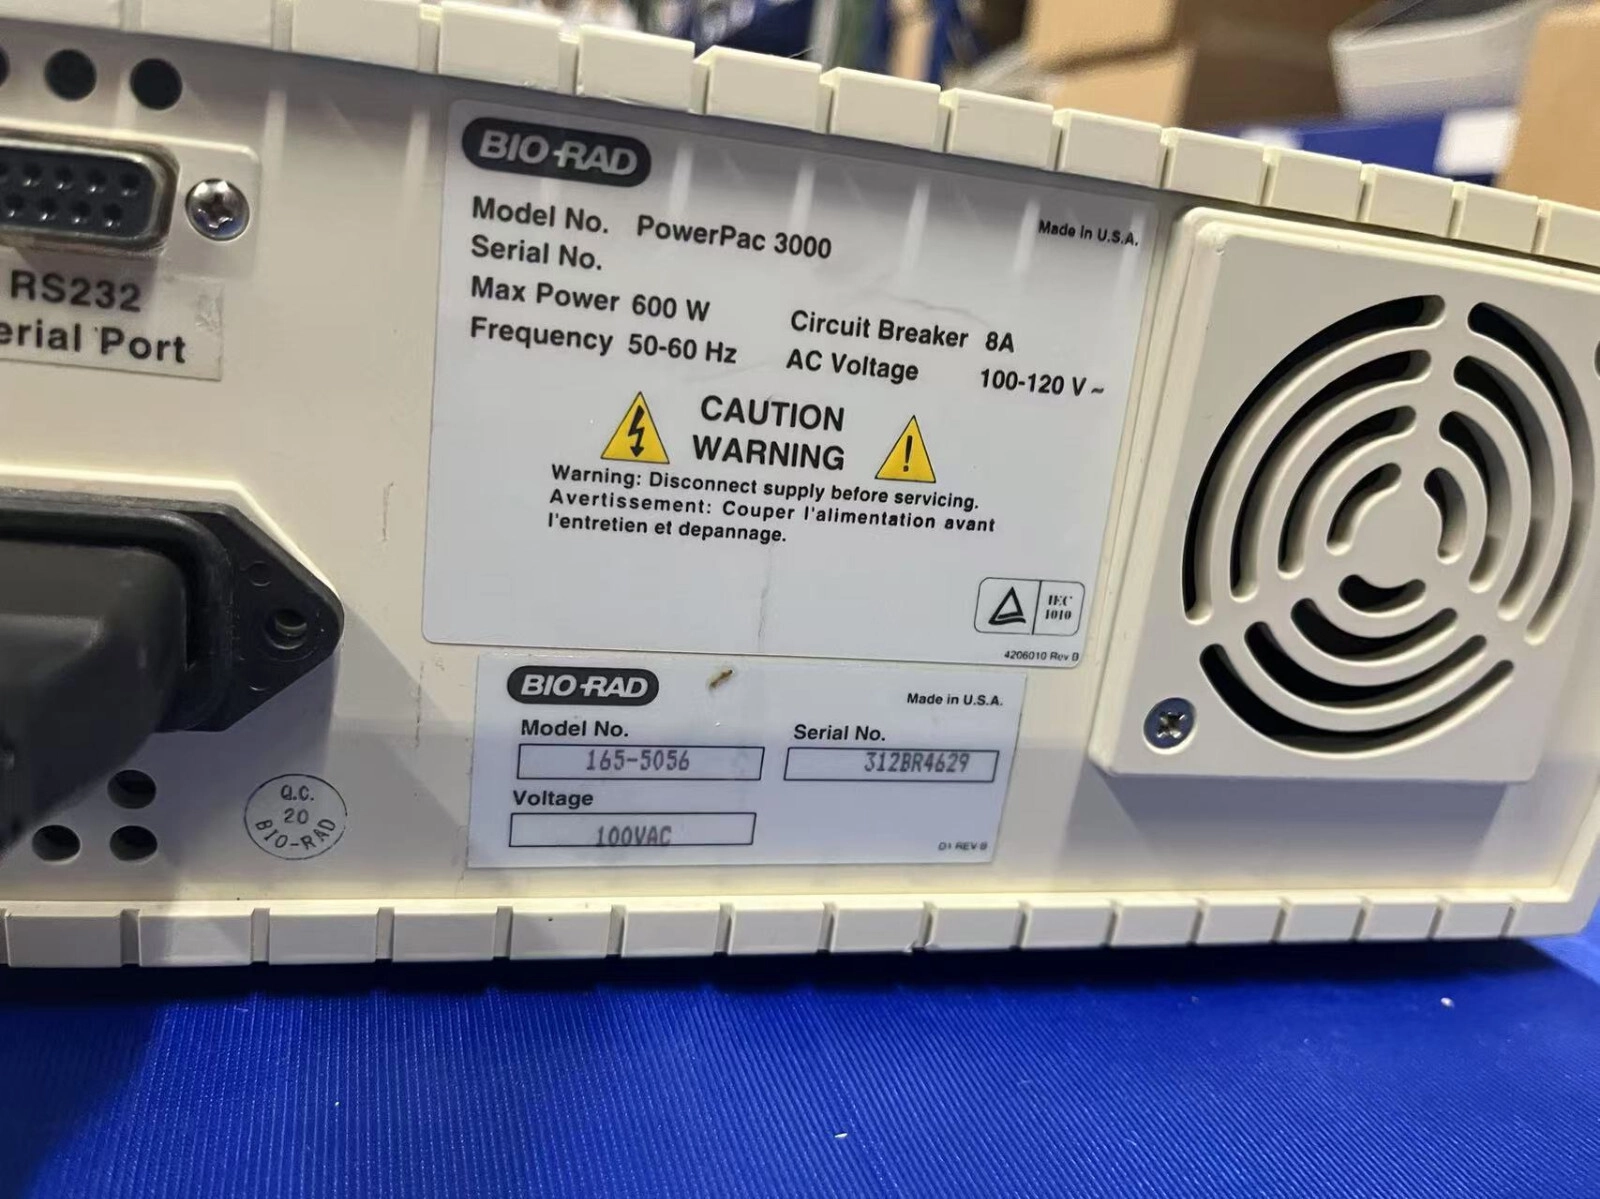 RS232
erial Port
BIO-RAD
Model No. PowerPac 3000
Made in U.S.A.
Serial No.
Max Power 600 W
Circuit Breaker 8A
Frequency 50-60 Hz
AC Voltage 100-120 V ~
CAUTION
WARNING
Warning: Disconnect supply before servicing.
Avertissement: Couper l'alimentation avant
l'entretien et depannage.
IEC
1010
4206010 Rev B
BIO-RAD
Made in U.S.A.
Model No.
Serial No.
165-5056
312BR4629
Voltage
100VAC
D1 REV B
Q.C.
20
BIO-RAD